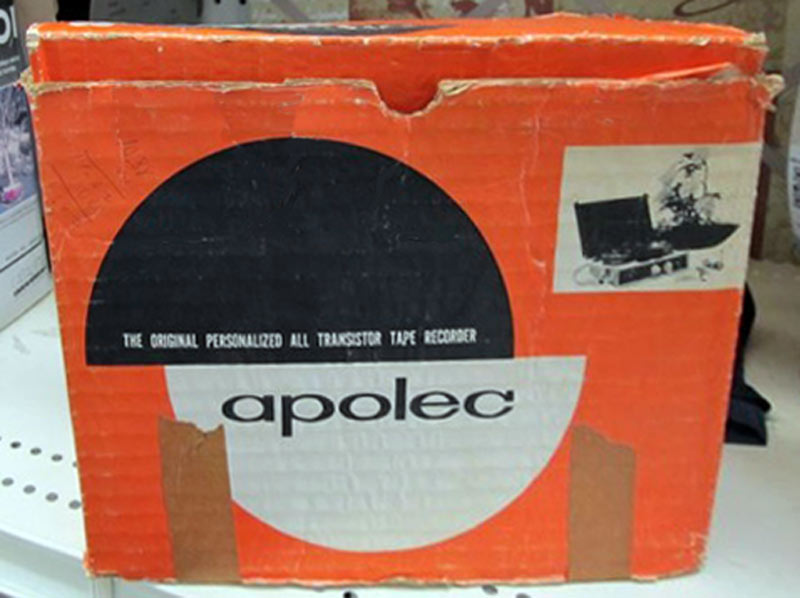 THE ORIGINAL PERSONALIZED ALL TRANSISTOR TAPE RECORDER
apolec